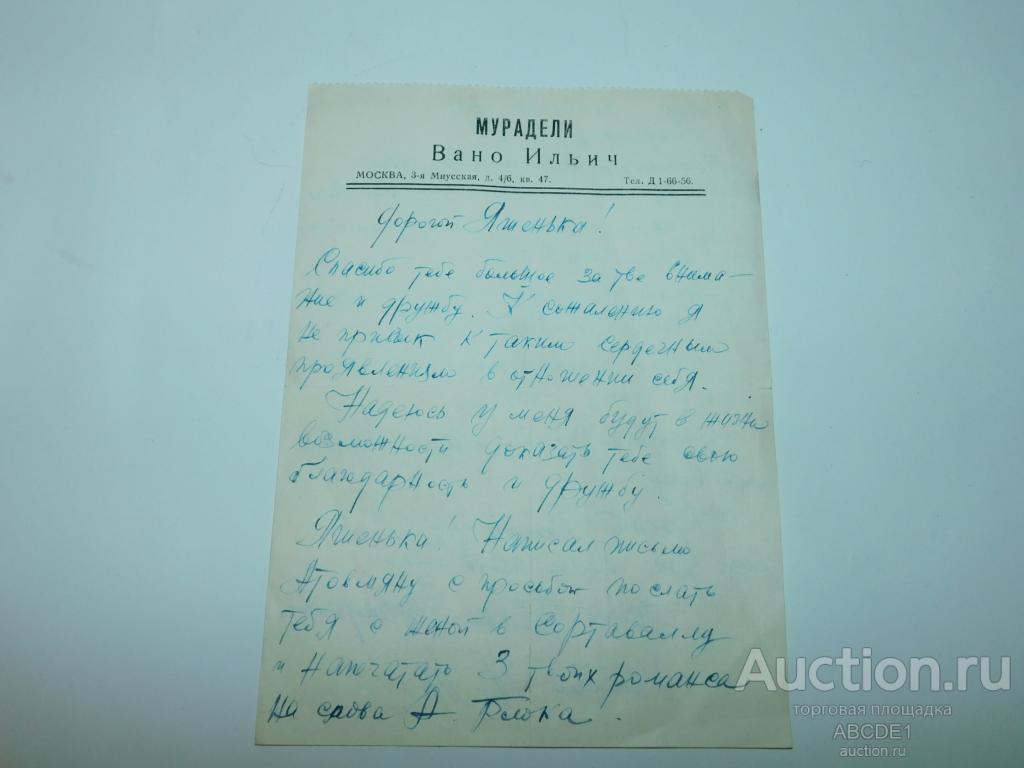 МУРАДЕЛИ
Вано Ильич
МОСКВА, 3-я Миусская, д. 4/6, кв. 47. Тел. Д 1-66-56.
Дорогой Яшенька!
Спасибо тебе большое за тве внима-
ние и дружбу. К сожалению я
не привык к таким сердечным
проявлениям в отношении себя.
Надеюсь у меня будут в жизни
возможности доказать тебе свою
благодарность и дружбу.
Яшенька! Написал письмо
Атовмяну с просьбой послать
тебя с женой в Сортаваллу
и напечатать 3 твоих романса
на слова А. Блока.
Auction.ru
торговая площадка
ABCDE1
auction.ru